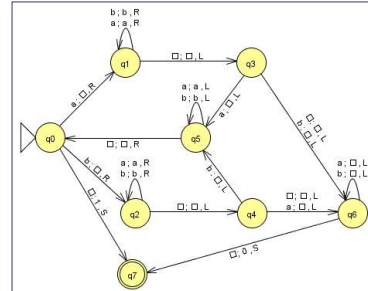 b ; b , R
a ; a , R
q1
□ ; □ , L
q3
a ; □ , R
a ; a , L
b ; b , L
a ; □ , L
□ ; □ , L
b ; □ , L
q0
□ ; □ , R
q5
b ; □ , R
a ; a , R
b ; b , R
b ; □ , L
a ; □ , L
b ; □ , L
□ ; 1 , S
q2
□ ; □ , L
q4
□ ; □ , L
a ; □ , L
q6
□ ; 0 , S
q7